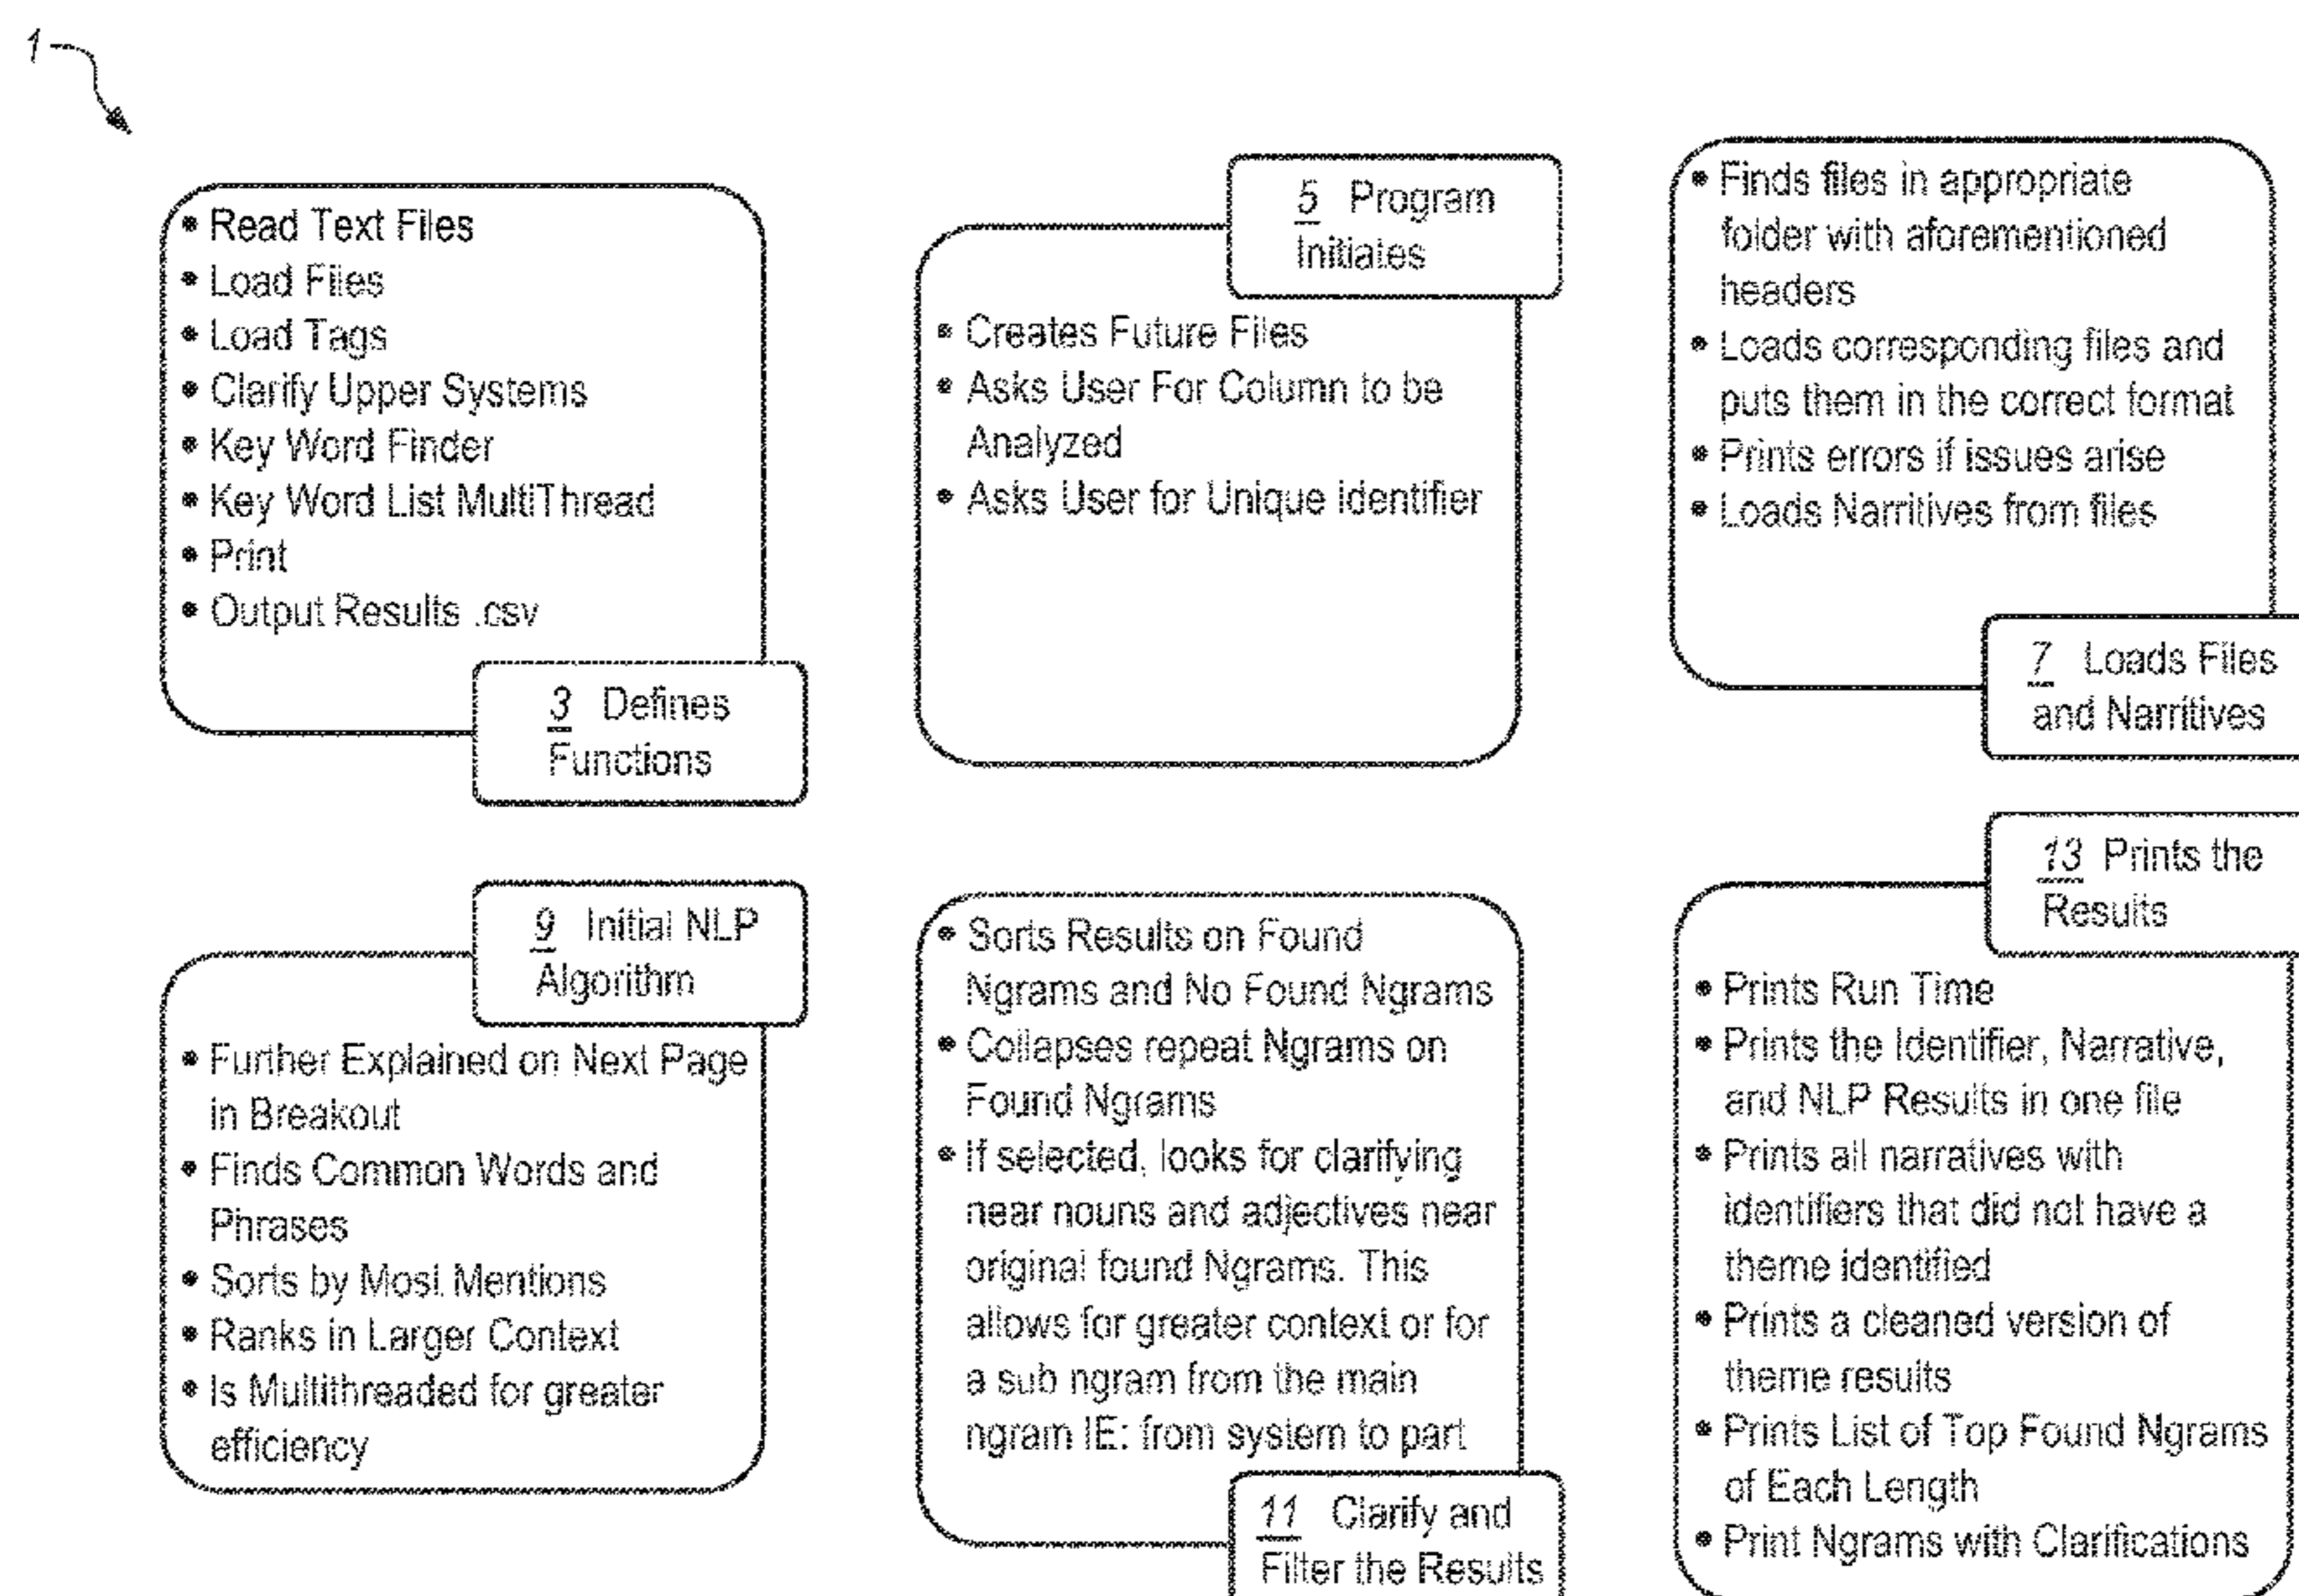 1
• Read Text Files
• Load Files
• Load Tags
• Clarify Upper Systems
• Key Word Finder
• Key Word List MultiThread
• Print
• Output Results .csv
3 Defines
Functions
5 Program
Initiates
• Creates Future Files
• Asks User For Column to be
Analyzed
• Asks User for Unique identifier
• Finds files in appropriate
folder with aforementioned
headers
• Loads corresponding files and
puts them in the correct format
• Prints errors if issues arise
• Loads Narritives from files
7 Loads Files
and Narritives
9 Initial NLP
Algorithm
• Further Explained on Next Page
in Breakout
• Finds Common Words and
Phrases
• Sorts by Most Mentions
• Ranks in Larger Context
• Is Multithreaded for greater
efficiency
• Sorts Results on Found
Ngrams and No Found Ngrams
• Collapses repeat Ngrams on
Found Ngrams
• If selected, looks for clarifying
near nouns and adjectives near
original found Ngrams. This
allows for greater context or for
a sub ngram from the main
ngram IE: from system to part
11 Clarify and
Filter the Results
13 Prints the
Results
• Prints Run Time
• Prints the Identifier, Narrative,
and NLP Results in one file
• Prints all narratives with
identifiers that did not have a
theme identified
• Prints a cleaned version of
theme results
• Prints List of Top Found Ngrams
of Each Length
• Print Ngrams with Clarifications